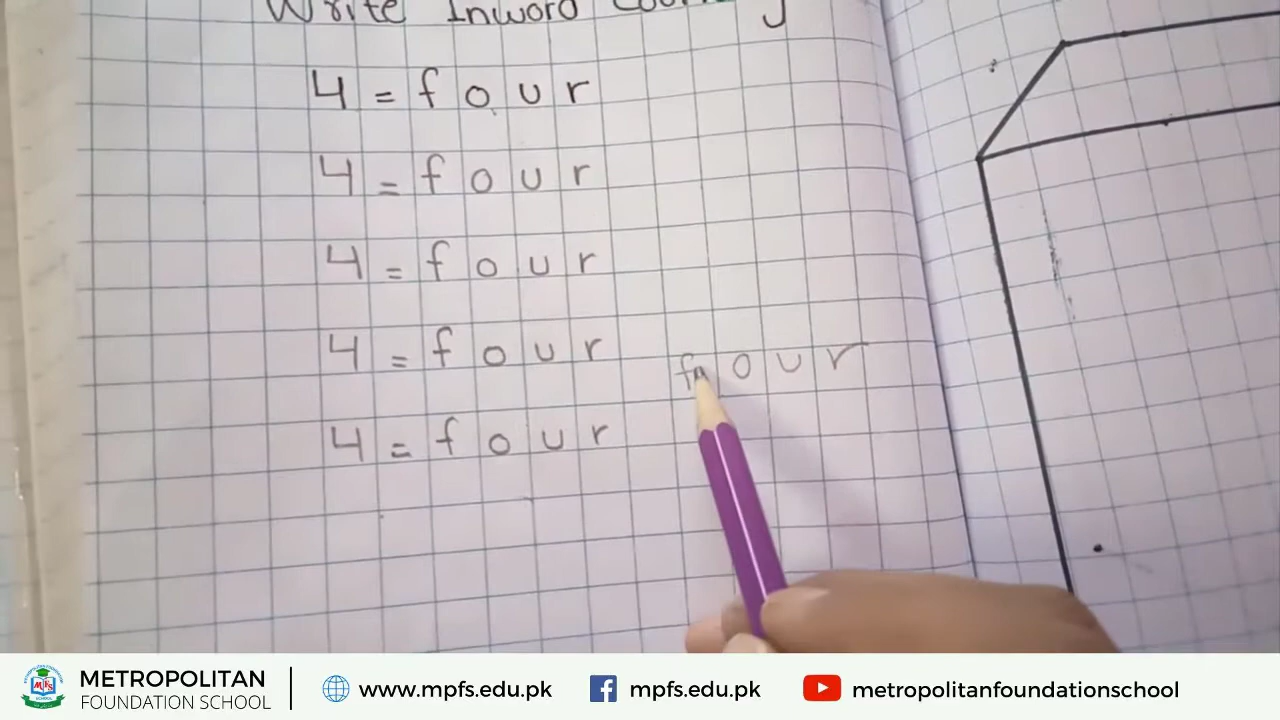 Write Inword
4 = four
4 = four
4 = four
4 = four four
4 = four
METROPOLITAN
FOUNDATION SCHOOL
www.mpfs.edu.pk
mpfs.edu.pk
metropolitanfoundationschool